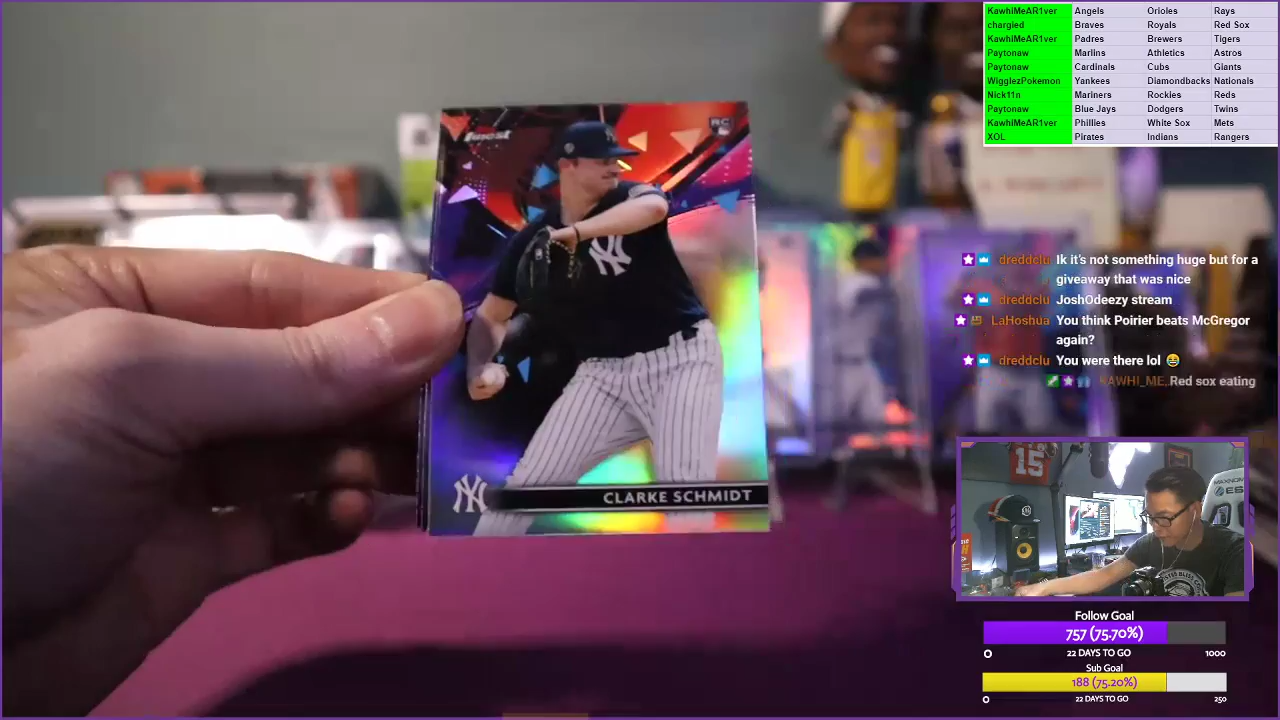 KawhiMeAR1ver Angels Orioles Rays
chargled Braves Royals Red Sox
KawhiMeAR1ver Padres Brewers Tigers
Paytonaw Marlins Athletics Astros
Paytonaw Cardinals Cubs Giants
WigglezPokemon Yankees Diamondbacks Nationals
Nick11n Mariners Rockies Reds
Paytonaw Blue Jays Dodgers Twins
KawhiMeAR1ver Phillies White Sox Mets
XOL Pirates Indians Rangers
finest
RC
NY
NY
CLARKE SCHMIDT
dreddclu Ik it's not something huge but for a
giveaway that was nice
dreddclu JoshOdeezy stream
LaHoshua You think Poirier beats McGregor
again?
dreddclu You were there lol 😂
KAWHI_ME, Red sox eating
15
Follow Goal
757 (75.70%)
0 22 DAYS TO GO 1000
Sub Goal
188 (75.20%)
0 22 DAYS TO GO 250